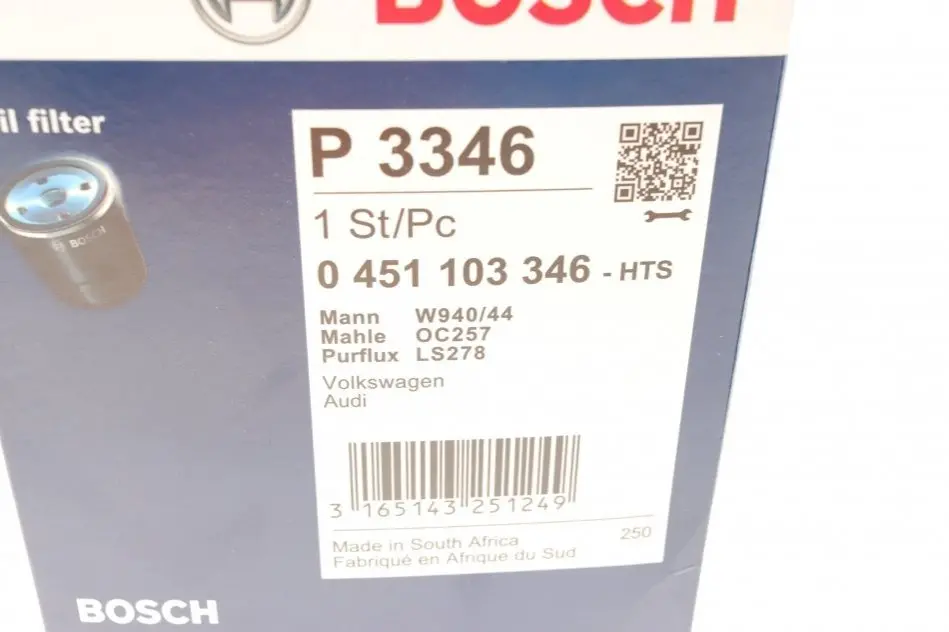 BOSCH
il filter
BOSCH
P 3346
1 St/Pc
0 451 103 346 - HTS
Mann W940/44
Mahle OC257
Purflux LS278
Volkswagen
Audi
3 165143 251249
Made in South Africa 250
Fabriqué en Afrique du Sud
BOSCH